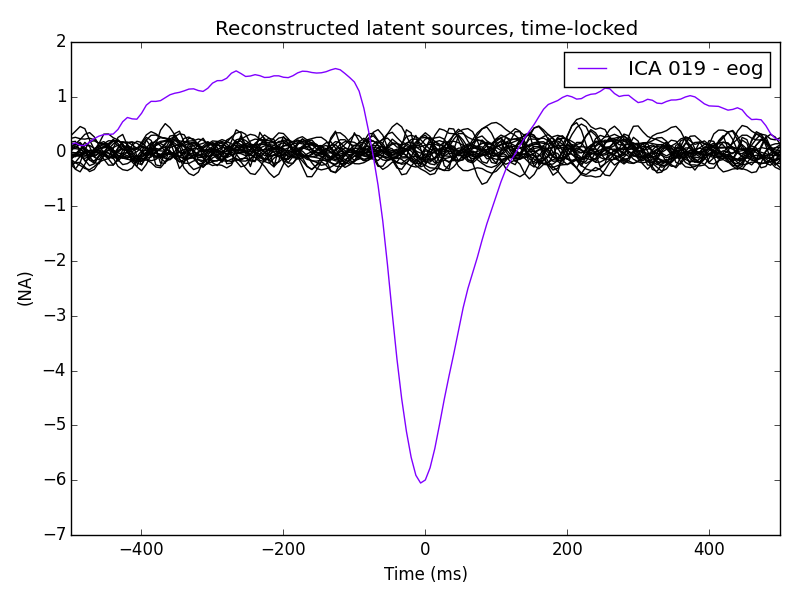 Reconstructed latent sources, time-locked
ICA 019 - eog
2
1
0
−1
−2
−3
−4
−5
−6
−7
(NA)
−400 −200 0 200 400
Time (ms)